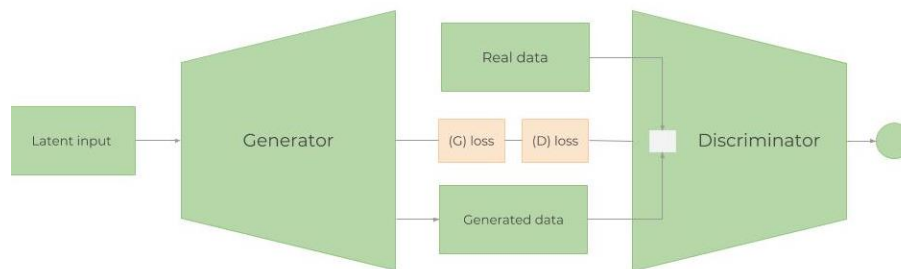 Real data
Latent input
Generator
(G) loss
(D) loss
Discriminator
Generated data